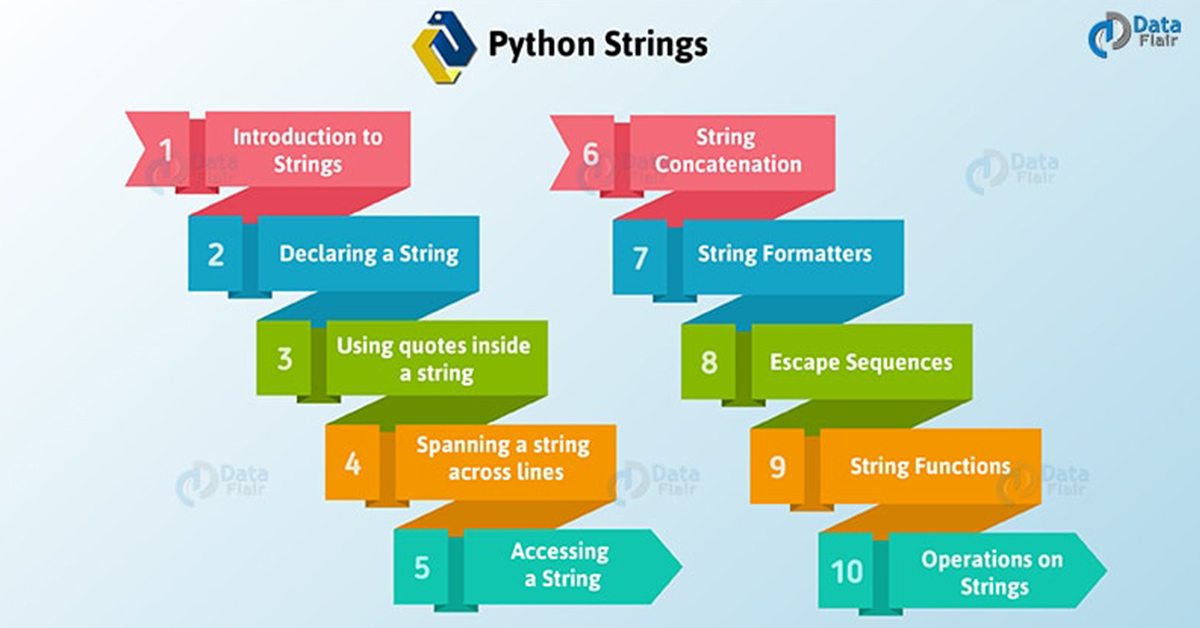 Python Strings
Data
Flair
1
Introduction to
Strings
2
Declaring a String
3
Using quotes inside
a string
4
Spanning a string
across lines
5
Accessing
a String
6
String
Concatenation
7
String Formatters
8
Escape Sequences
9
String Functions
10
Operations on
Strings
Data
Flair
Data
Flair
Data
Flair
Data
Flair
Data
Flair
Data
Flair